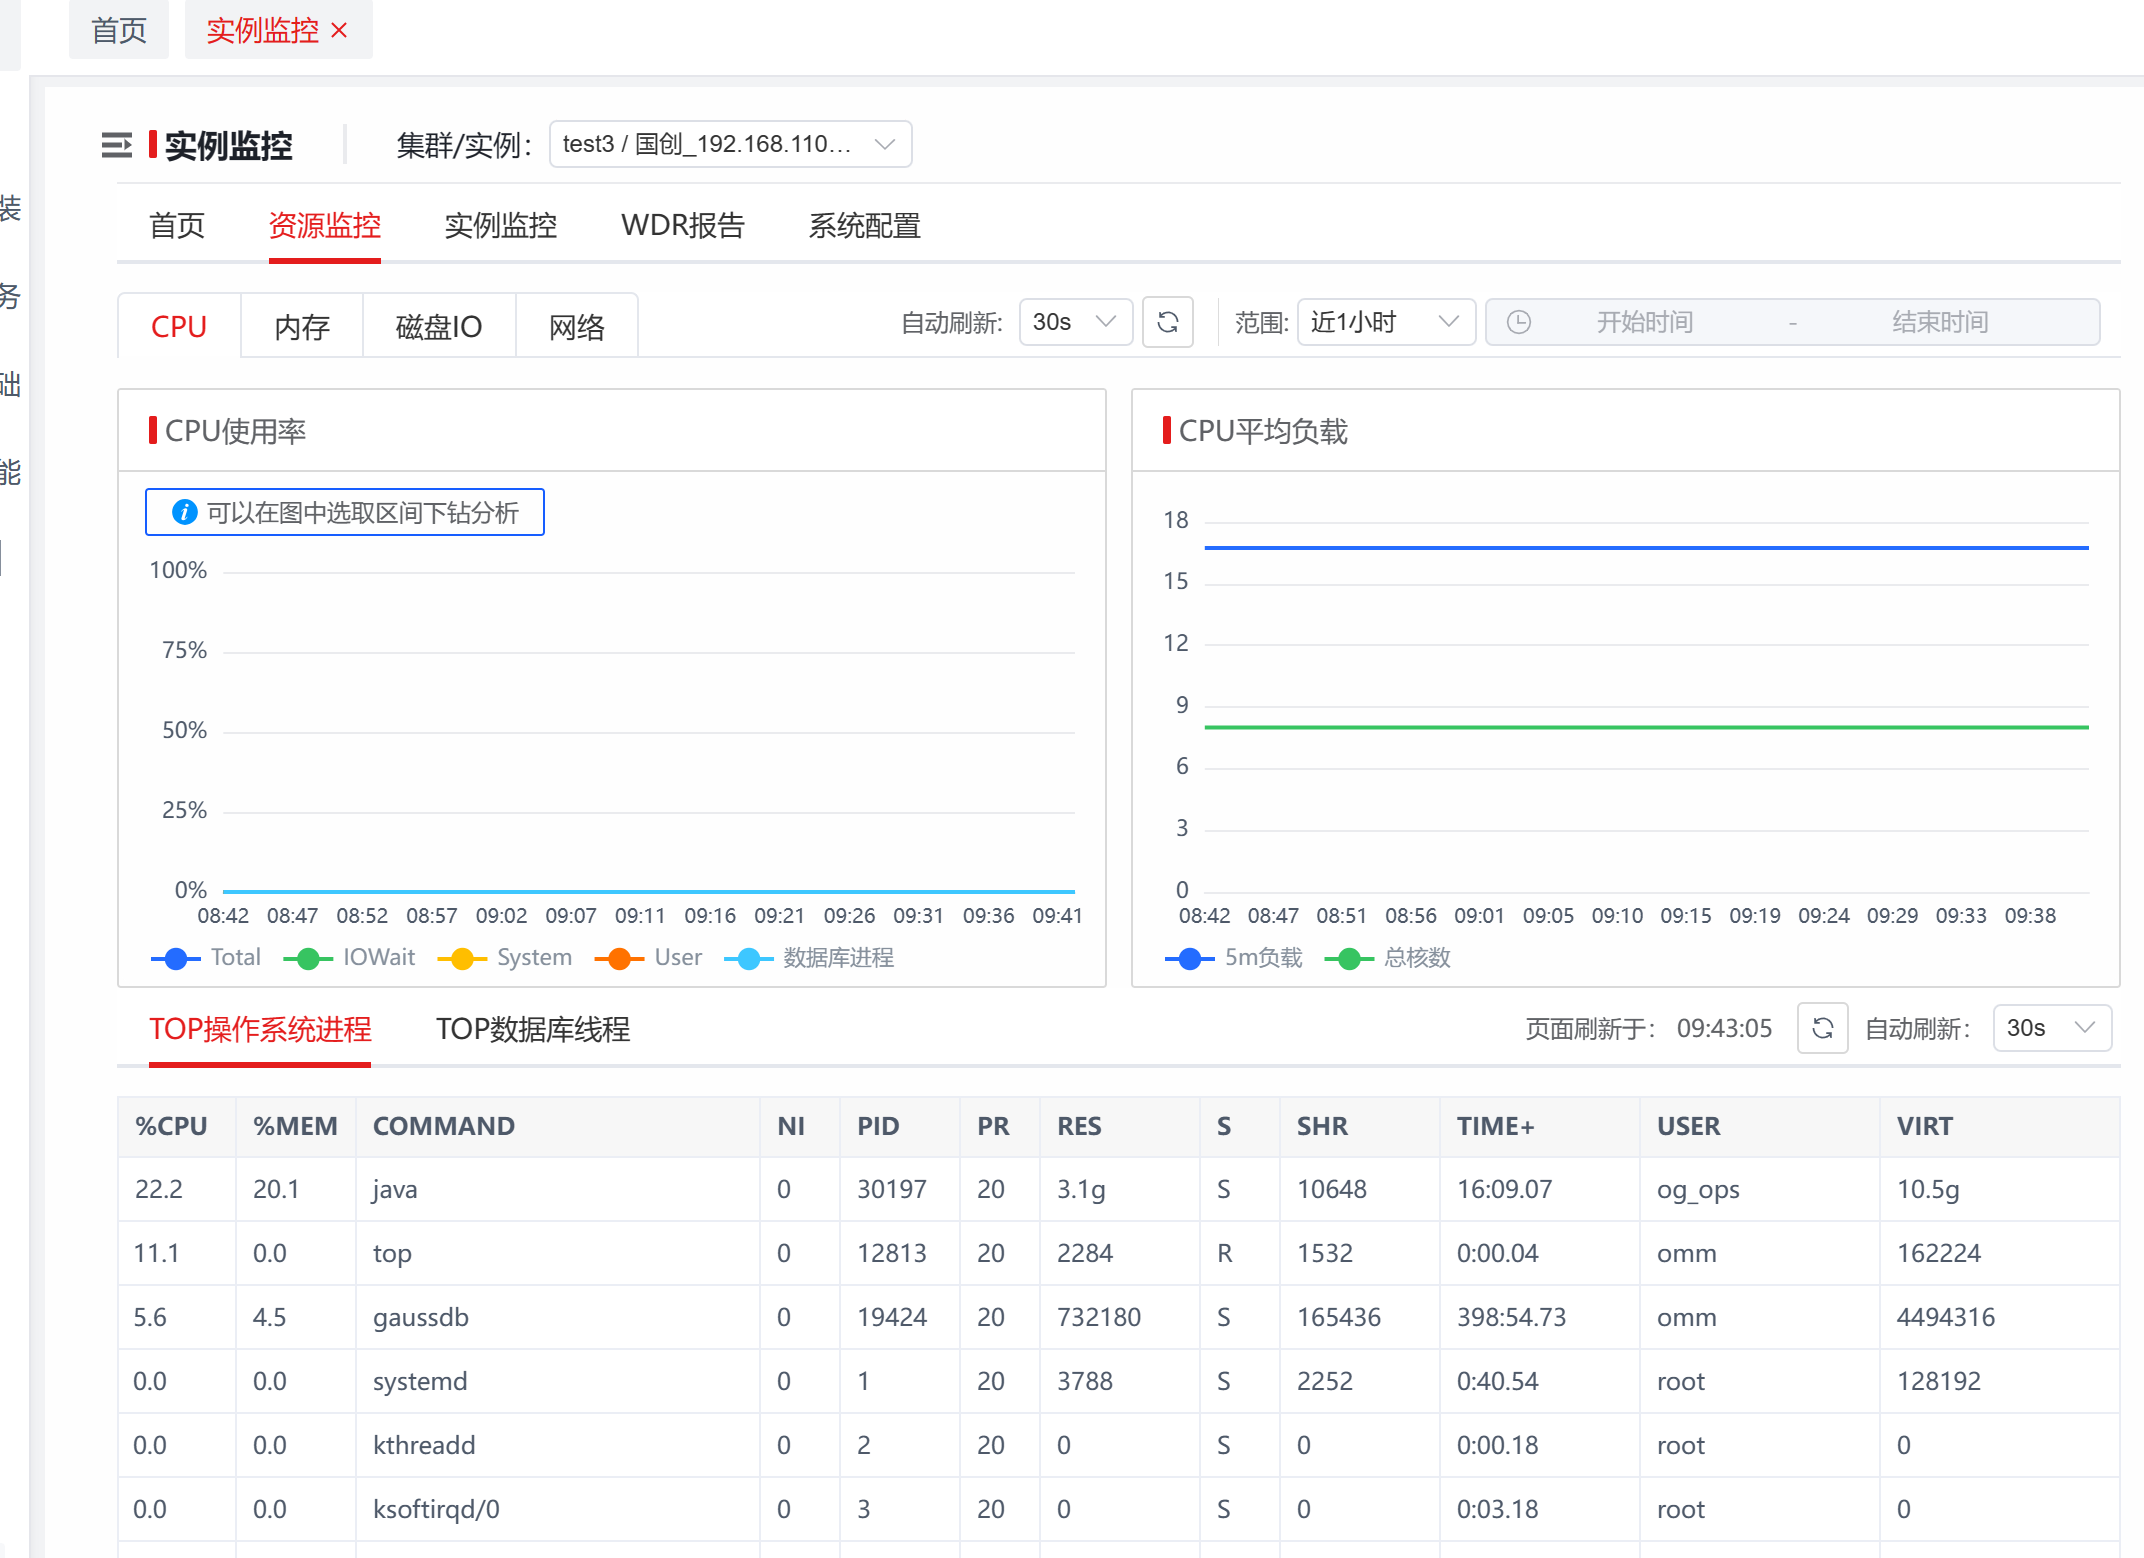 首页 实例监控
实例监控 集群/实例： test3 / 国创_192.168.110...
装
首页 资源监控 实例监控 WDR报告 系统配置
务
CPU 内存 磁盘IO 网络 自动刷新: 30s 范围: 近1小时 开始时间 - 结束时间
础
能
CPU使用率
可以在图中选取区间下钻分析
100%
75%
50%
25%
0%
08:42 08:47 08:52 08:57 09:02 09:07 09:11 09:16 09:21 09:26 09:31 09:36 09:41
Total IOWait System User 数据库进程
CPU平均负载
18
15
12
9
6
3
0
08:42 08:47 08:51 08:56 09:01 09:05 09:10 09:15 09:19 09:24 09:29 09:33 09:38
5m负载 总核数
TOP操作系统进程 TOP数据库线程 页面刷新于： 09:43:05 自动刷新： 30s
%CPU %MEM COMMAND NI PID PR RES S SHR TIME+ USER VIRT
22.2 20.1 java 0 30197 20 3.1g S 10648 16:09.07 og_ops 10.5g
11.1 0.0 top 0 12813 20 2284 R 1532 0:00.04 omm 162224
5.6 4.5 gaussdb 0 19424 20 732180 S 165436 398:54.73 omm 4494316
0.0 0.0 systemd 0 1 20 3788 S 2252 0:40.54 root 128192
0.0 0.0 kthreadd 0 2 20 0 S 0 0:00.18 root 0
0.0 0.0 ksoftirqd/0 0 3 20 0 S 0 0:03.18 root 0